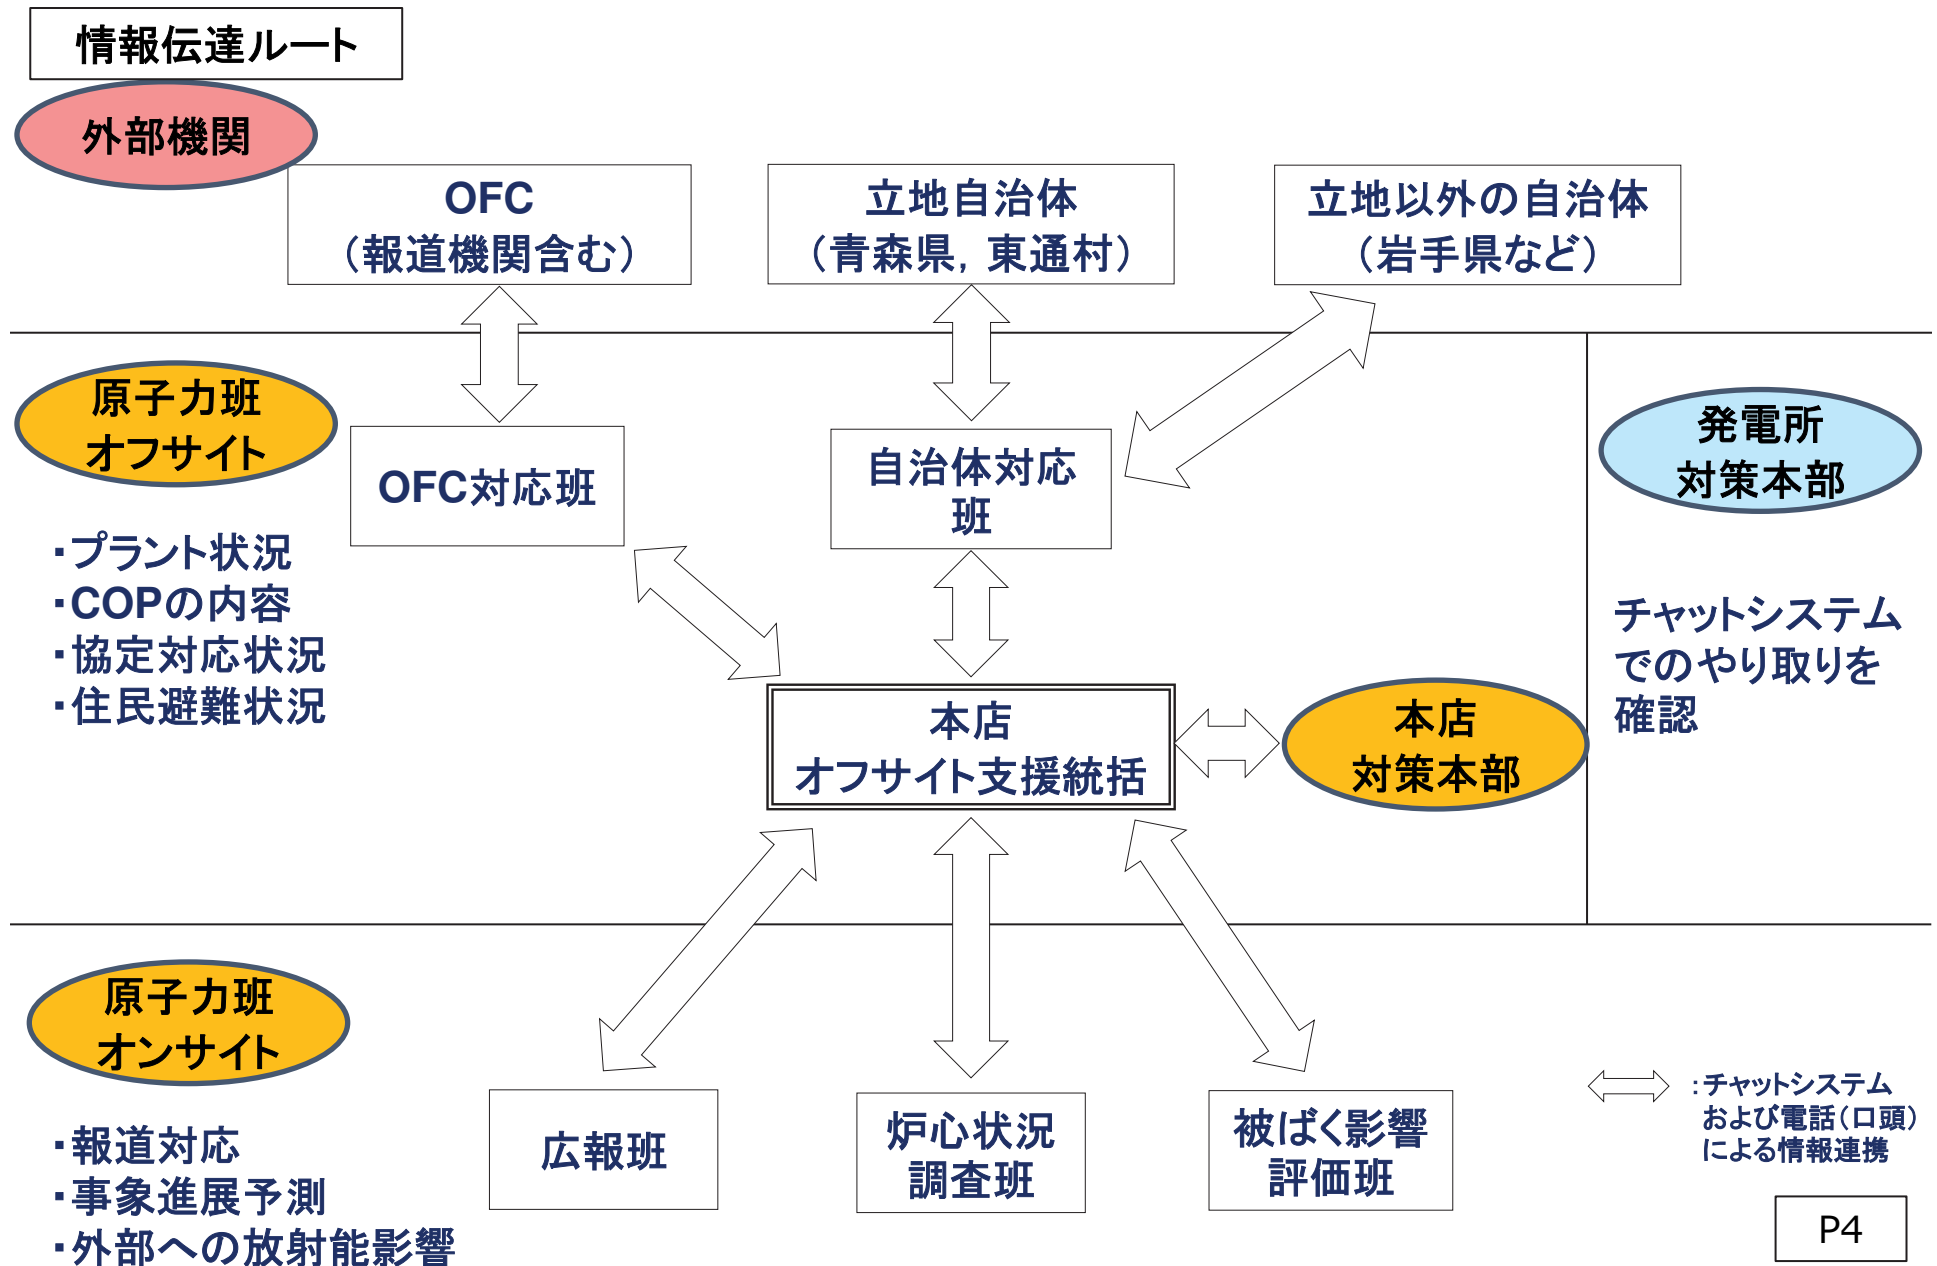 情報伝達ルート
外部機関
OFC
（報道機関含む）
立地自治体
（青森県，東通村）
立地以外の自治体
（岩手県など）
原子力班
オフサイト
・プラント状況
・COPの内容
・協定対応状況
・住民避難状況
OFC対応班
自治体対応
班
発電所
対策本部
チャットシステム
でのやり取りを
確認
本店
オフサイト支援統括
本店
対策本部
原子力班
オンサイト
・報道対応
・事象進展予測
・外部への放射能影響
広報班
炉心状況
調査班
被ばく影響
評価班
：チャットシステム
および電話（口頭）
による情報連携
P4